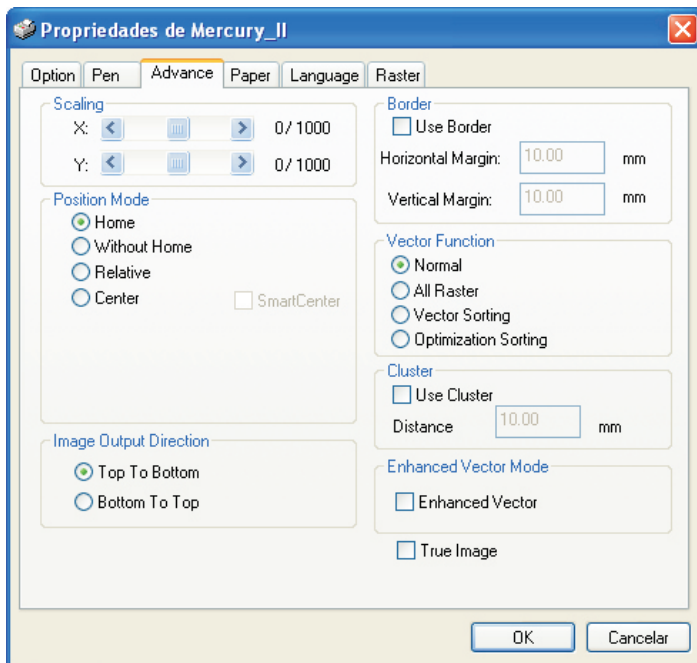 Propriedades de Mercury_II
Option Pen Advance Paper Language Raster
Scaling
X: 0/1000
Y: 0/1000
Position Mode
Home
Without Home
Relative
Center SmartCenter
Image Output Direction
Top To Bottom
Bottom To Top
Border
Use Border
Horizontal Margin: 10.00 mm
Vertical Margin: 10.00 mm
Vector Function
Normal
All Raster
Vector Sorting
Optimization Sorting
Cluster
Use Cluster
Distance 10.00 mm
Enhanced Vector Mode
Enhanced Vector
True Image
OK Cancelar